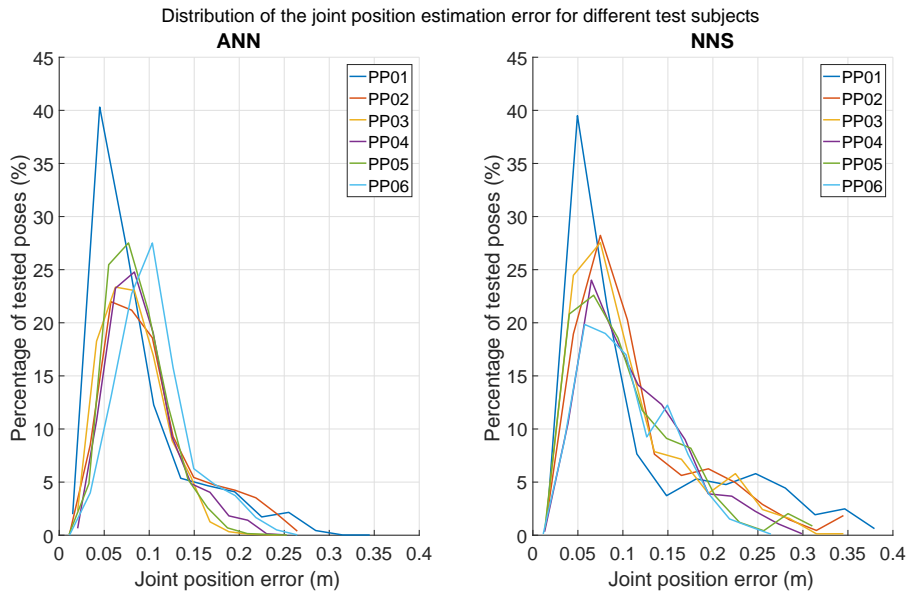 Distribution of the joint position estimation error for different test subjects
ANN
45
40
35
30
25
20
15
10
5
0
0 0.05 0.1 0.15 0.2 0.25 0.3 0.35 0.4
Percentage of tested poses (%)
Joint position error (m)
PP01
PP02
PP03
PP04
PP05
PP06
NNS
45
40
35
30
25
20
15
10
5
0
0 0.05 0.1 0.15 0.2 0.25 0.3 0.35 0.4
Percentage of tested poses (%)
Joint position error (m)
PP01
PP02
PP03
PP04
PP05
PP06